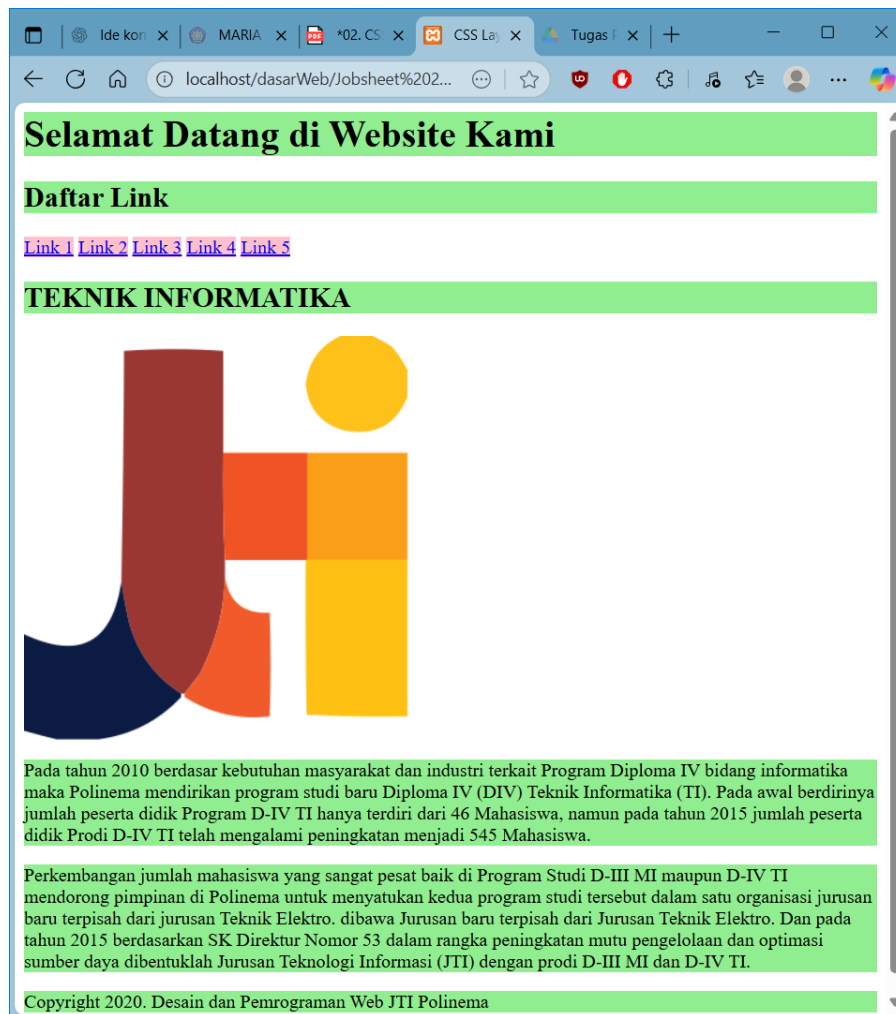 Ide kon
MARIA
*02. CS
CSS Lay
Tugas
localhost/dasarWeb/Jobsheet%202...
Selamat Datang di Website Kami
Daftar Link
Link 1 Link 2 Link 3 Link 4 Link 5
TEKNIK INFORMATIKA
Jti
Pada tahun 2010 berdasar kebutuhan masyarakat dan industri terkait Program Diploma IV bidang informatika
maka Polinema mendirikan program studi baru Diploma IV (DIV) Teknik Informatika (TI). Pada awal berdirinya
jumlah peserta didik Program D-IV TI hanya terdiri dari 46 Mahasiswa, namun pada tahun 2015 jumlah peserta
didik Prodi D-IV TI telah mengalami peningkatan menjadi 545 Mahasiswa.
Perkembangan jumlah mahasiswa yang sangat pesat baik di Program Studi D-III MI maupun D-IV TI
mendorong pimpinan di Polinema untuk menyatukan kedua program studi tersebut dalam satu organisasi jurusan
baru terpisah dari jurusan Teknik Elektro. dibawa Jurusan baru terpisah dari Jurusan Teknik Elektro. Dan pada
tahun 2015 berdasarkan SK Direktur Nomor 53 dalam rangka peningkatan mutu pengelolaan dan optimasi
sumber daya dibentuklah Jurusan Teknologi Informasi (JTI) dengan prodi D-III MI dan D-IV TI.
Copyright 2020. Desain dan Pemrograman Web JTI Polinema